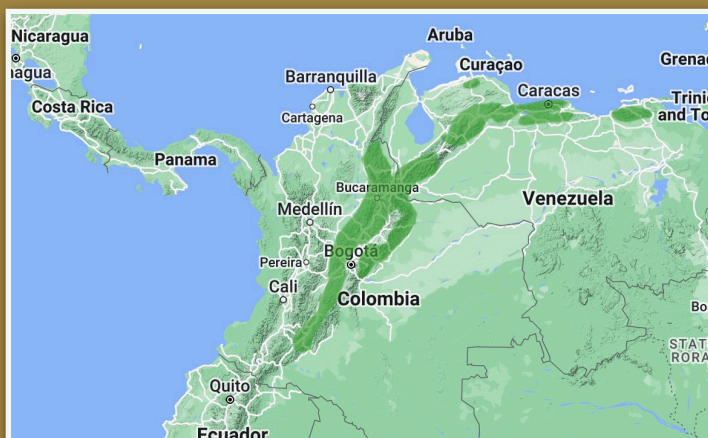 Nicaragua
nagua
Costa Rica
Panama
Aruba
Curaçao
Barranquilla
Cartagena
Caracas
Grena
Trini
and To
Bucaramanga
Medellín
Venezuela
Bogotá
Pereira
Cali
Colombia
Bo
STAT
RORA
Quito
Ecuador